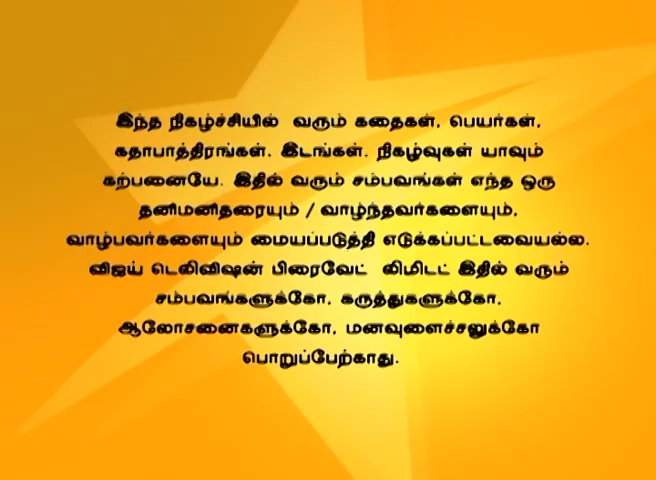 இந்த நிகழ்ச்சியில் வரும் கதைகள், பெயர்கள்,
கதாபாத்திரங்கள், இடங்கள், நிகழ்வுகள் யாவும்
கற்பனையே. இதில் வரும் சம்பவங்கள் எந்த ஒரு
தனிமனிதரையும் / வாழ்ந்தவர்களையும்,
வாழ்பவர்களையும் மையப்படுத்தி எடுக்கப்பட்டவையல்ல.
விஜய் டெலிவிஷன் பிரைவேட் லிமிடட் இதில் வரும்
சம்பவங்களுக்கோ, கருத்துகளுக்கோ,
ஆலோசனைகளுக்கோ, மனவுளைச்சலுக்கோ
பொறுப்பேற்காது.